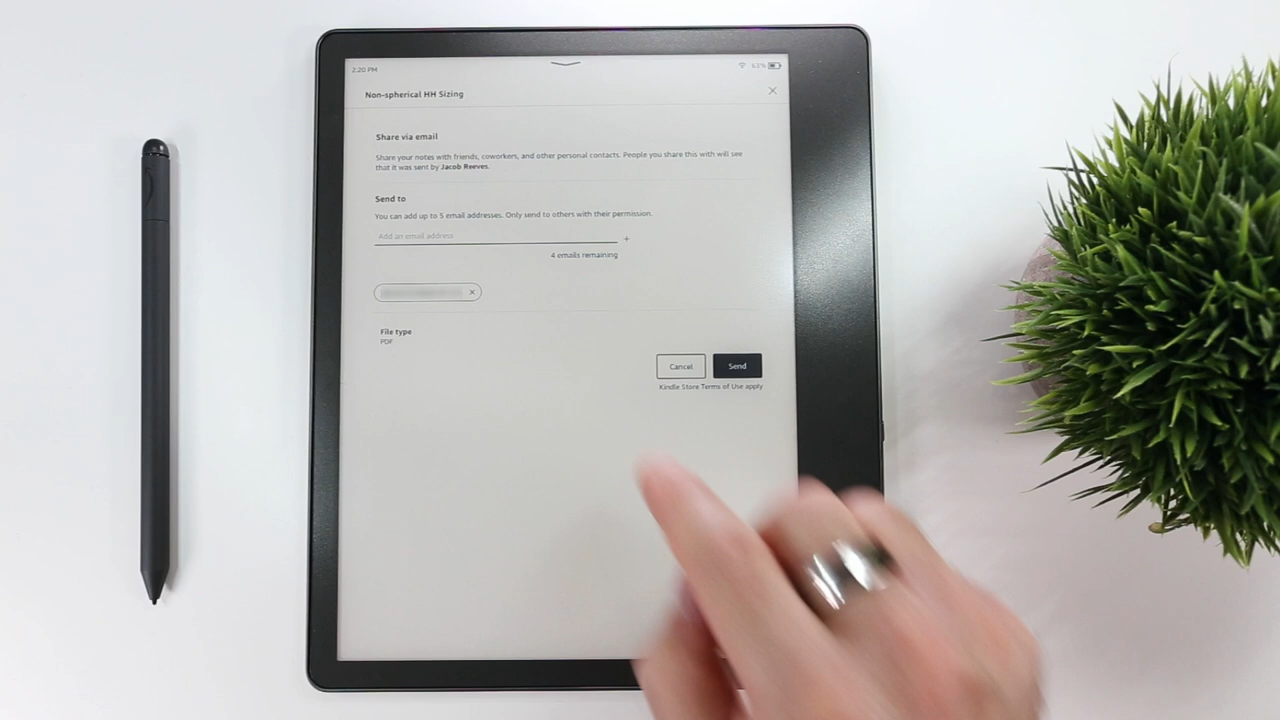 2:20 PM 63%
Non-spherical HH Sizing
Share via email
Share your notes with friends, coworkers, and other personal contacts. People you share this with will see
that it was sent by Jacob Reeves.
Send to
You can add up to 5 email addresses. Only send to others with their permission.
Add an email address
4 emails remaining
File type
PDF
Cancel Send
Kindle Store Terms of Use apply